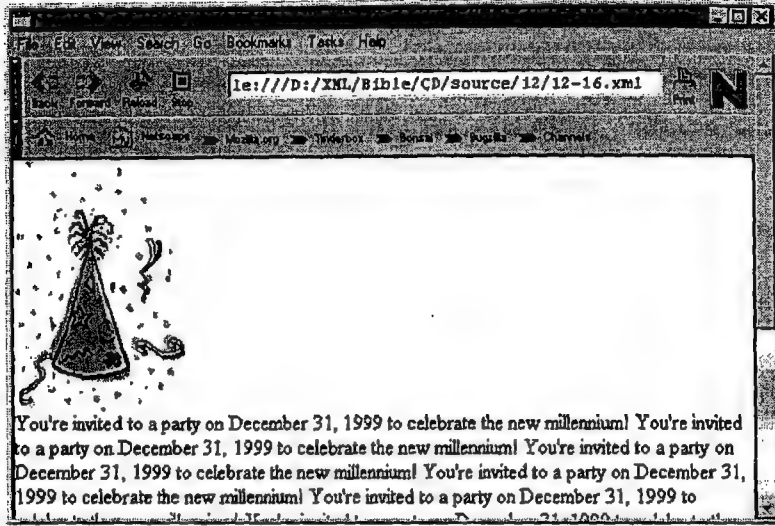 File Edit View Search Go Bookmarks Tasks Help
Back Forward Reload Stop le:///D:/XML/Bible/CD/source/12/12-16.xml Print N
Home Netscape Mozilla.org Tinderbox Bonsai Bugzilla Channels
You're invited to a party on December 31, 1999 to celebrate the new millennium! You're invited
to a party on December 31, 1999 to celebrate the new millennium! You're invited to a party on
December 31, 1999 to celebrate the new millennium! You're invited to a party on December 31,
1999 to celebrate the new millennium! You're invited to a party on December 31, 1999 to